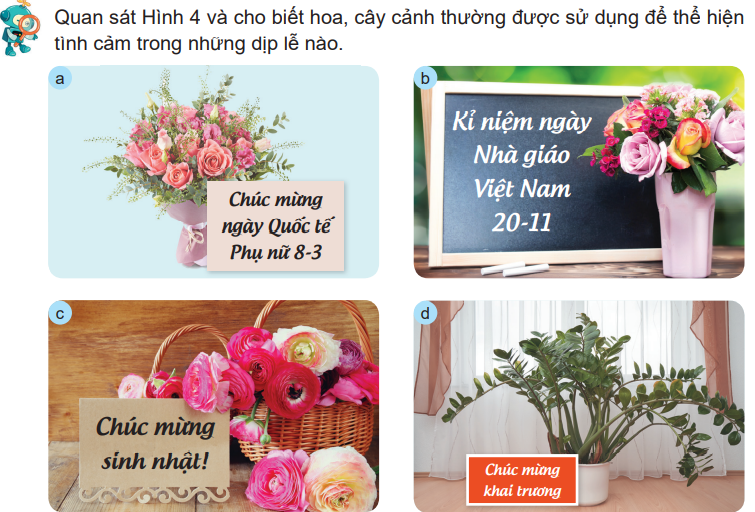 Quan sát Hình 4 và cho biết hoa, cây cảnh thường được sử dụng để thể hiện
tình cảm trong những dịp lễ nào.
a
Chúc mừng
ngày Quốc tế
Phụ nữ 8-3
b
Kỉ niệm ngày
Nhà giáo
Việt Nam
20-11
c
Chúc mừng
sinh nhật!
d
Chúc mừng
khai trương